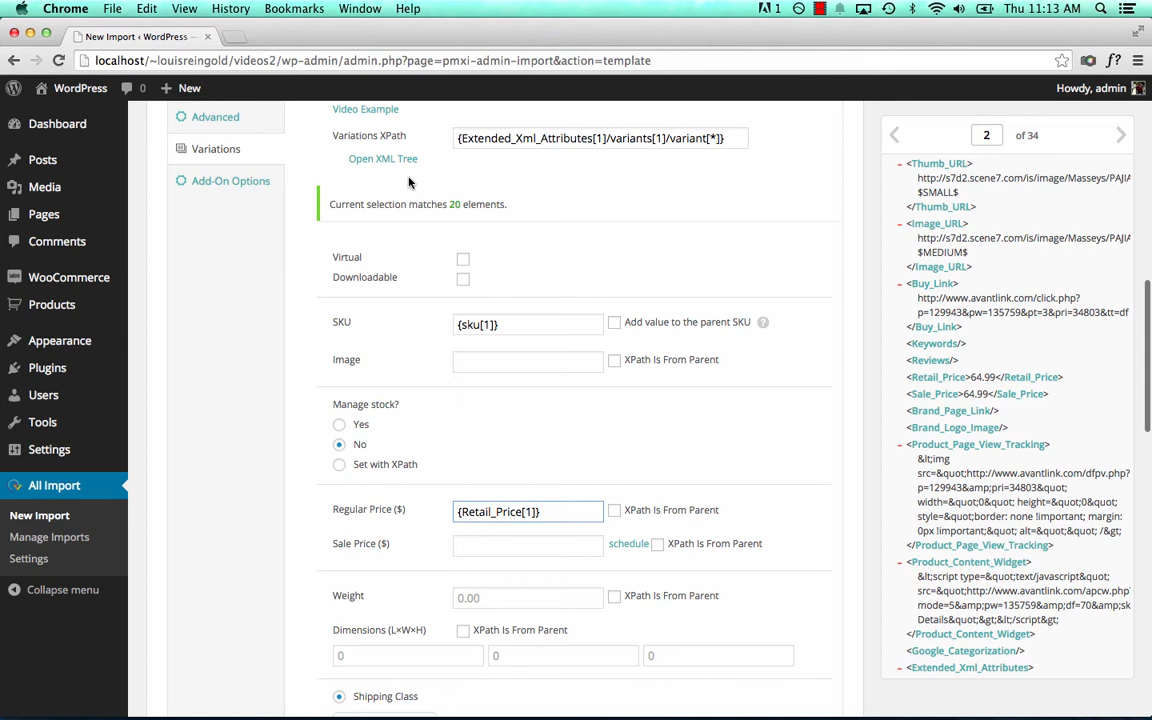 Chrome File Edit View History Bookmarks Window Help 1 Thu 11:13 AM
New Import ‹ WordPress — ×
localhost/~louisreingold/videos2/wp-admin/admin.php?page=pmxi-admin-import&action=template f?
WordPress 0 New Howdy, admin
Dashboard
Posts
Media
Pages
Comments
WooCommerce
Products
Appearance
Plugins
Users
Tools
Settings
All Import
New Import
Manage Imports
Settings
Collapse menu
Advanced
Variations
Add-On Options
Video Example
Variations XPath {Extended_Xml_Attributes[1]/variants[1]/variant[*]}
Open XML Tree
Current selection matches 20 elements.
Virtual
Downloadable
SKU {sku[1]} Add value to the parent SKU ?
Image XPath Is From Parent
Manage stock?
Yes
No
Set with XPath
Regular Price ($) {Retail_Price[1]} XPath Is From Parent
Sale Price ($) schedule XPath Is From Parent
Weight 0.00 XPath Is From Parent
Dimensions (L×W×H) XPath Is From Parent
0 0 0
Shipping Class
2 of 34
– <Thumb_URL>
http://s7d2.scene7.com/is/image/Masseys/PAJIA
$SMALL$
</Thumb_URL>
– <Image_URL>
http://s7d2.scene7.com/is/image/Masseys/PAJIA
$MEDIUM$
</Image_URL>
– <Buy_Link>
http://www.avantlink.com/click.php?
p=129943&pw=135759&pt=3&pri=34803&tt=df
</Buy_Link>
<Keywords/>
<Reviews/>
<Retail_Price>64.99</Retail_Price>
<Sale_Price>64.99</Sale_Price>
<Brand_Page_Link/>
<Brand_Logo_Image/>
– <Product_Page_View_Tracking>
&lt;img
src=&quot;http://www.avantlink.com/dfpv.php?
p=129943&amp;pri=34803&quot;
width=&quot;0&quot; height=&quot;0&quot;
style=&quot;border: none !important; margin:
0px !important;&quot; alt=&quot;&quot; /&gt;
</Product_Page_View_Tracking>
– <Product_Content_Widget>
&lt;script type=&quot;text/javascript&quot;
src=&quot;http://www.avantlink.com/apcw.php
mode=5&amp;pw=135759&amp;df=70&amp;sk
Details&quot;&gt;&lt;/script&gt;
</Product_Content_Widget>
<Google_Categorization/>
– <Extended_Xml_Attributes>